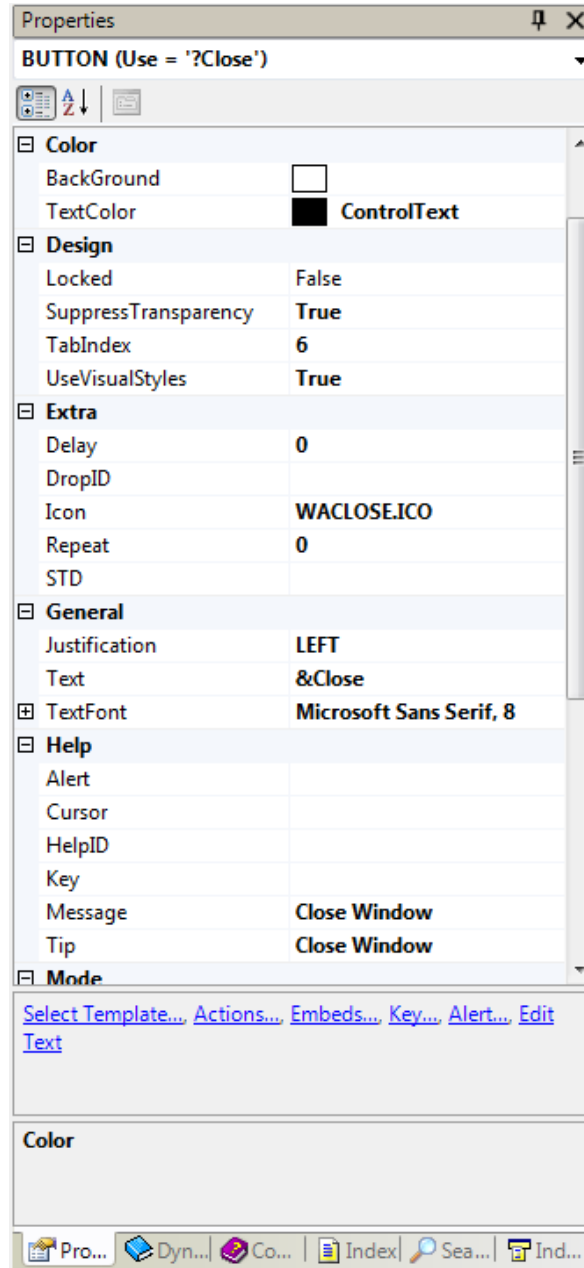 Properties
BUTTON (Use = '?Close')
Color
BackGround
TextColor ControlText
Design
Locked False
SuppressTransparency True
TabIndex 6
UseVisualStyles True
Extra
Delay 0
DropID
Icon WACLOSE.ICO
Repeat 0
STD
General
Justification LEFT
Text &Close
TextFont Microsoft Sans Serif, 8
Help
Alert
Cursor
HelpID
Key
Message Close Window
Tip Close Window
Mode
Select Template..., Actions..., Embeds..., Key..., Alert..., Edit
Text
Color
Pro... Dyn... Co... Index Sea... Ind...